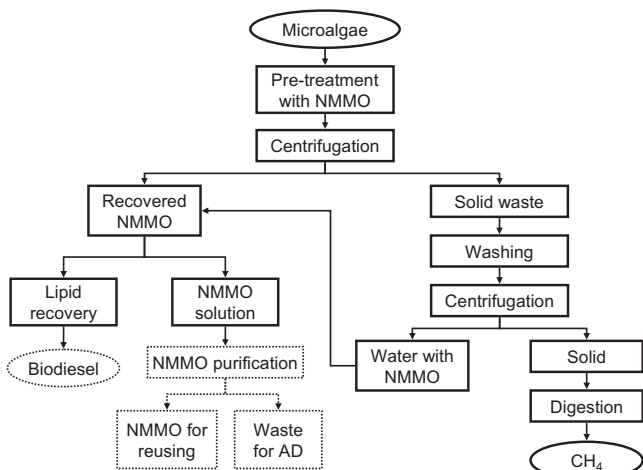 Microalgae
Pre-treatment
with NMMO
Centrifugation
Recovered
NMMO
Solid waste
Washing
Lipid
recovery
NMMO
solution
Centrifugation
Biodiesel
NMMO purification
Water with
NMMO
Solid
NMMO for
reusing
Waste
for AD
Digestion
CH₄